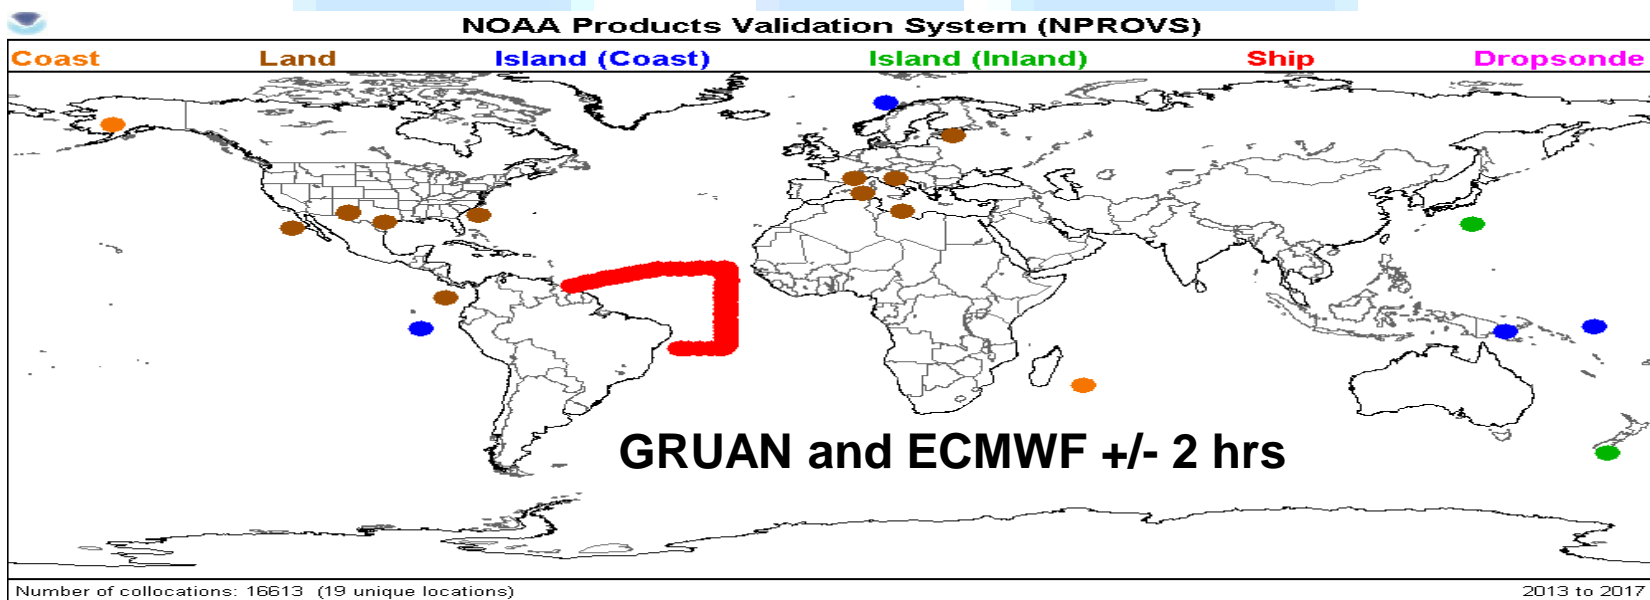 NOAA Products Validation System (NPROVS)
Coast Land Island (Coast) Island (Inland) Ship Dropsonde
GRUAN and ECMWF +/- 2 hrs
Number of collocations: 16613 (19 unique locations) 2013 to 2017